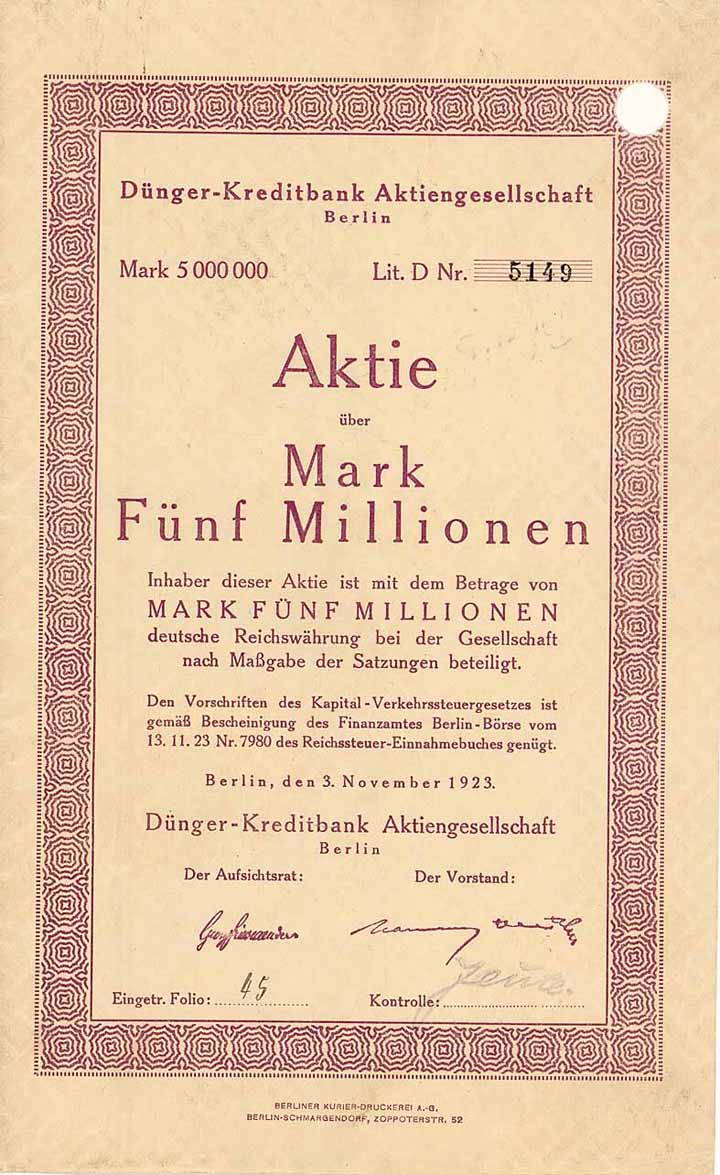 Dünger-Kreditbank Aktiengesellschaft
Berlin
Mark 5 000 000 Lit. D Nr. 5149
Aktie
über
Mark
Fünf Millionen
Inhaber dieser Aktie ist mit dem Betrage von
MARK FÜNF MILLIONEN
deutsche Reichswährung bei der Gesellschaft
nach Maßgabe der Satzungen beteiligt.
Den Vorschriften des Kapital-Verkehrssteuergesetzes ist
gemäß Bescheinigung des Finanzamtes Berlin-Börse vom
13. 11. 23 Nr. 7980 des Reichssteuer-Einnahmebuches genügt.
Berlin, den 3. November 1923.
Dünger-Kreditbank Aktiengesellschaft
Berlin
Der Aufsichtsrat: Der Vorstand:
Eingetr. Folio: 45 Kontrolle:
BERLINER KURIER-DRUCKEREI A.-G.
BERLIN-SCHMARGENDORF, ZOPPOTERSTR. 52